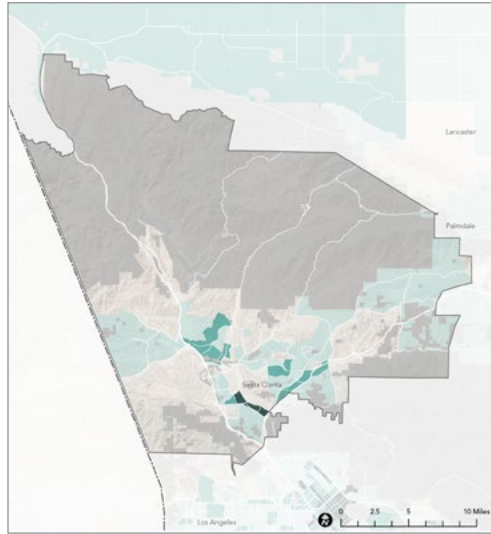 Lancaster
Palmdale
Santa Clarita
Los Angeles
N
0 2.5 5 10 Miles